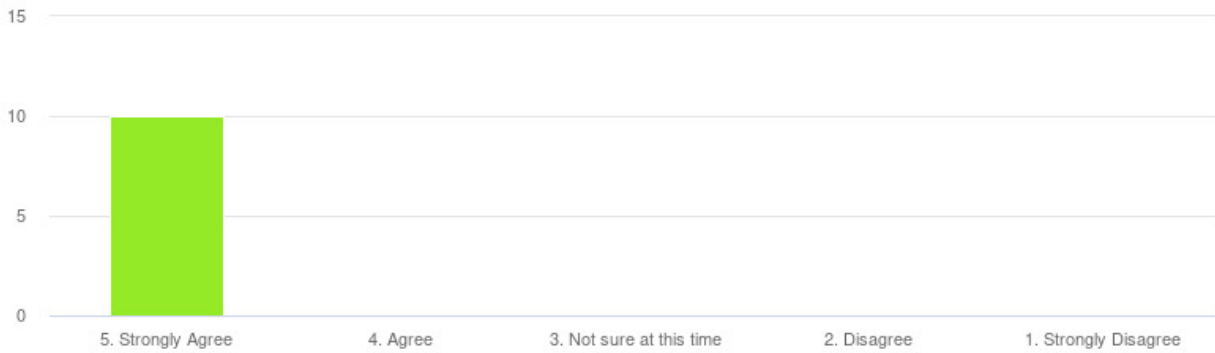 15
10
5
0
5. Strongly Agree
4. Agree
3. Not sure at this time
2. Disagree
1. Strongly Disagree